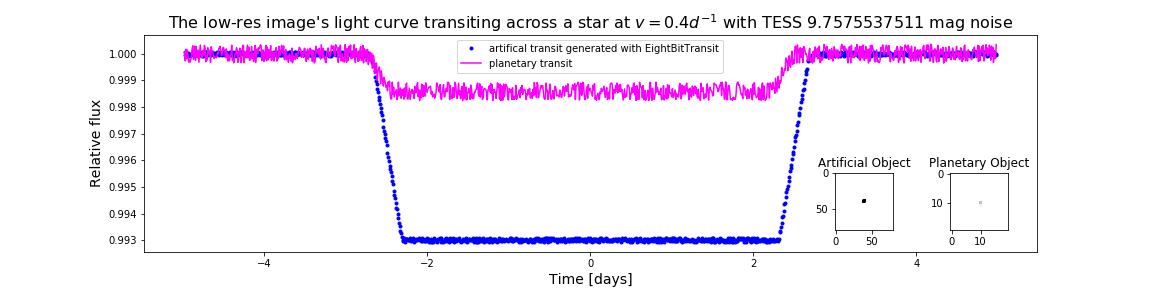 The low-res image's light curve transiting across a star at v = 0.4d⁻¹ with TESS 9.7575537511 mag noise
artifical transit generated with EightBitTransit
planetary transit
Relative flux
1.000
0.999
0.998
0.997
0.996
0.995
0.994
0.993
Artificial Object
0
50
0 50
Planetary Object
0
10
0 10
−4 −2 0 2 4
Time [days]